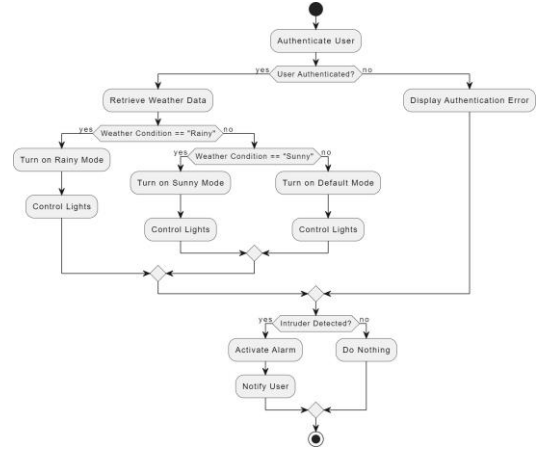 Authenticate User
User Authenticated?
yes
no
Retrieve Weather Data
Display Authentication Error
Weather Condition == "Rainy"
yes
no
Turn on Rainy Mode
Weather Condition == "Sunny"
yes
no
Turn on Sunny Mode
Turn on Default Mode
Control Lights
Control Lights
Control Lights
Intruder Detected?
yes
no
Activate Alarm
Do Nothing
Notify User